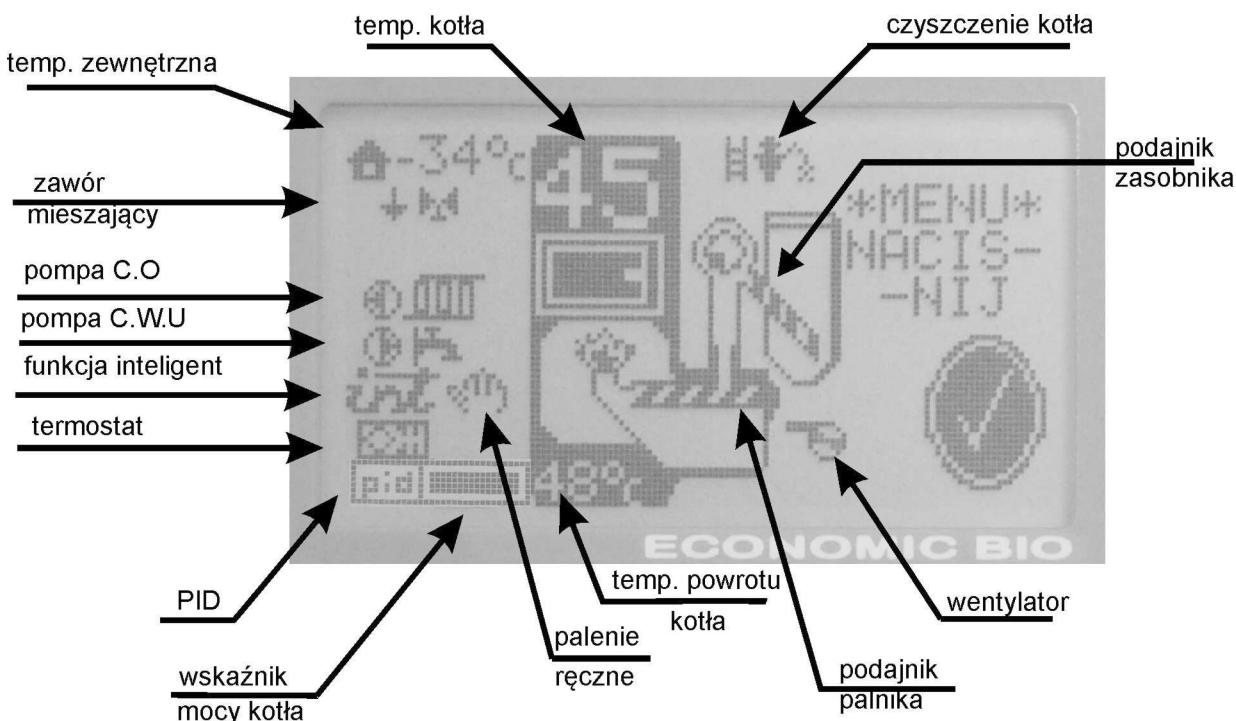 temp. kotła
czyszczenie kotła
temp. zewnętrzna
-34°C
45
podajnik
zasobnika
zawór
mieszający
*MENU*
NACIS-
-NIJ
pompa C.O
pompa C.W.U
funkcja inteligent
termostat
pid
48°C
ECONOMIC BIO
PID
temp. powrotu
kotła
wentylator
palenie
ręczne
wskaźnik
mocy kotła
podajnik
palnika